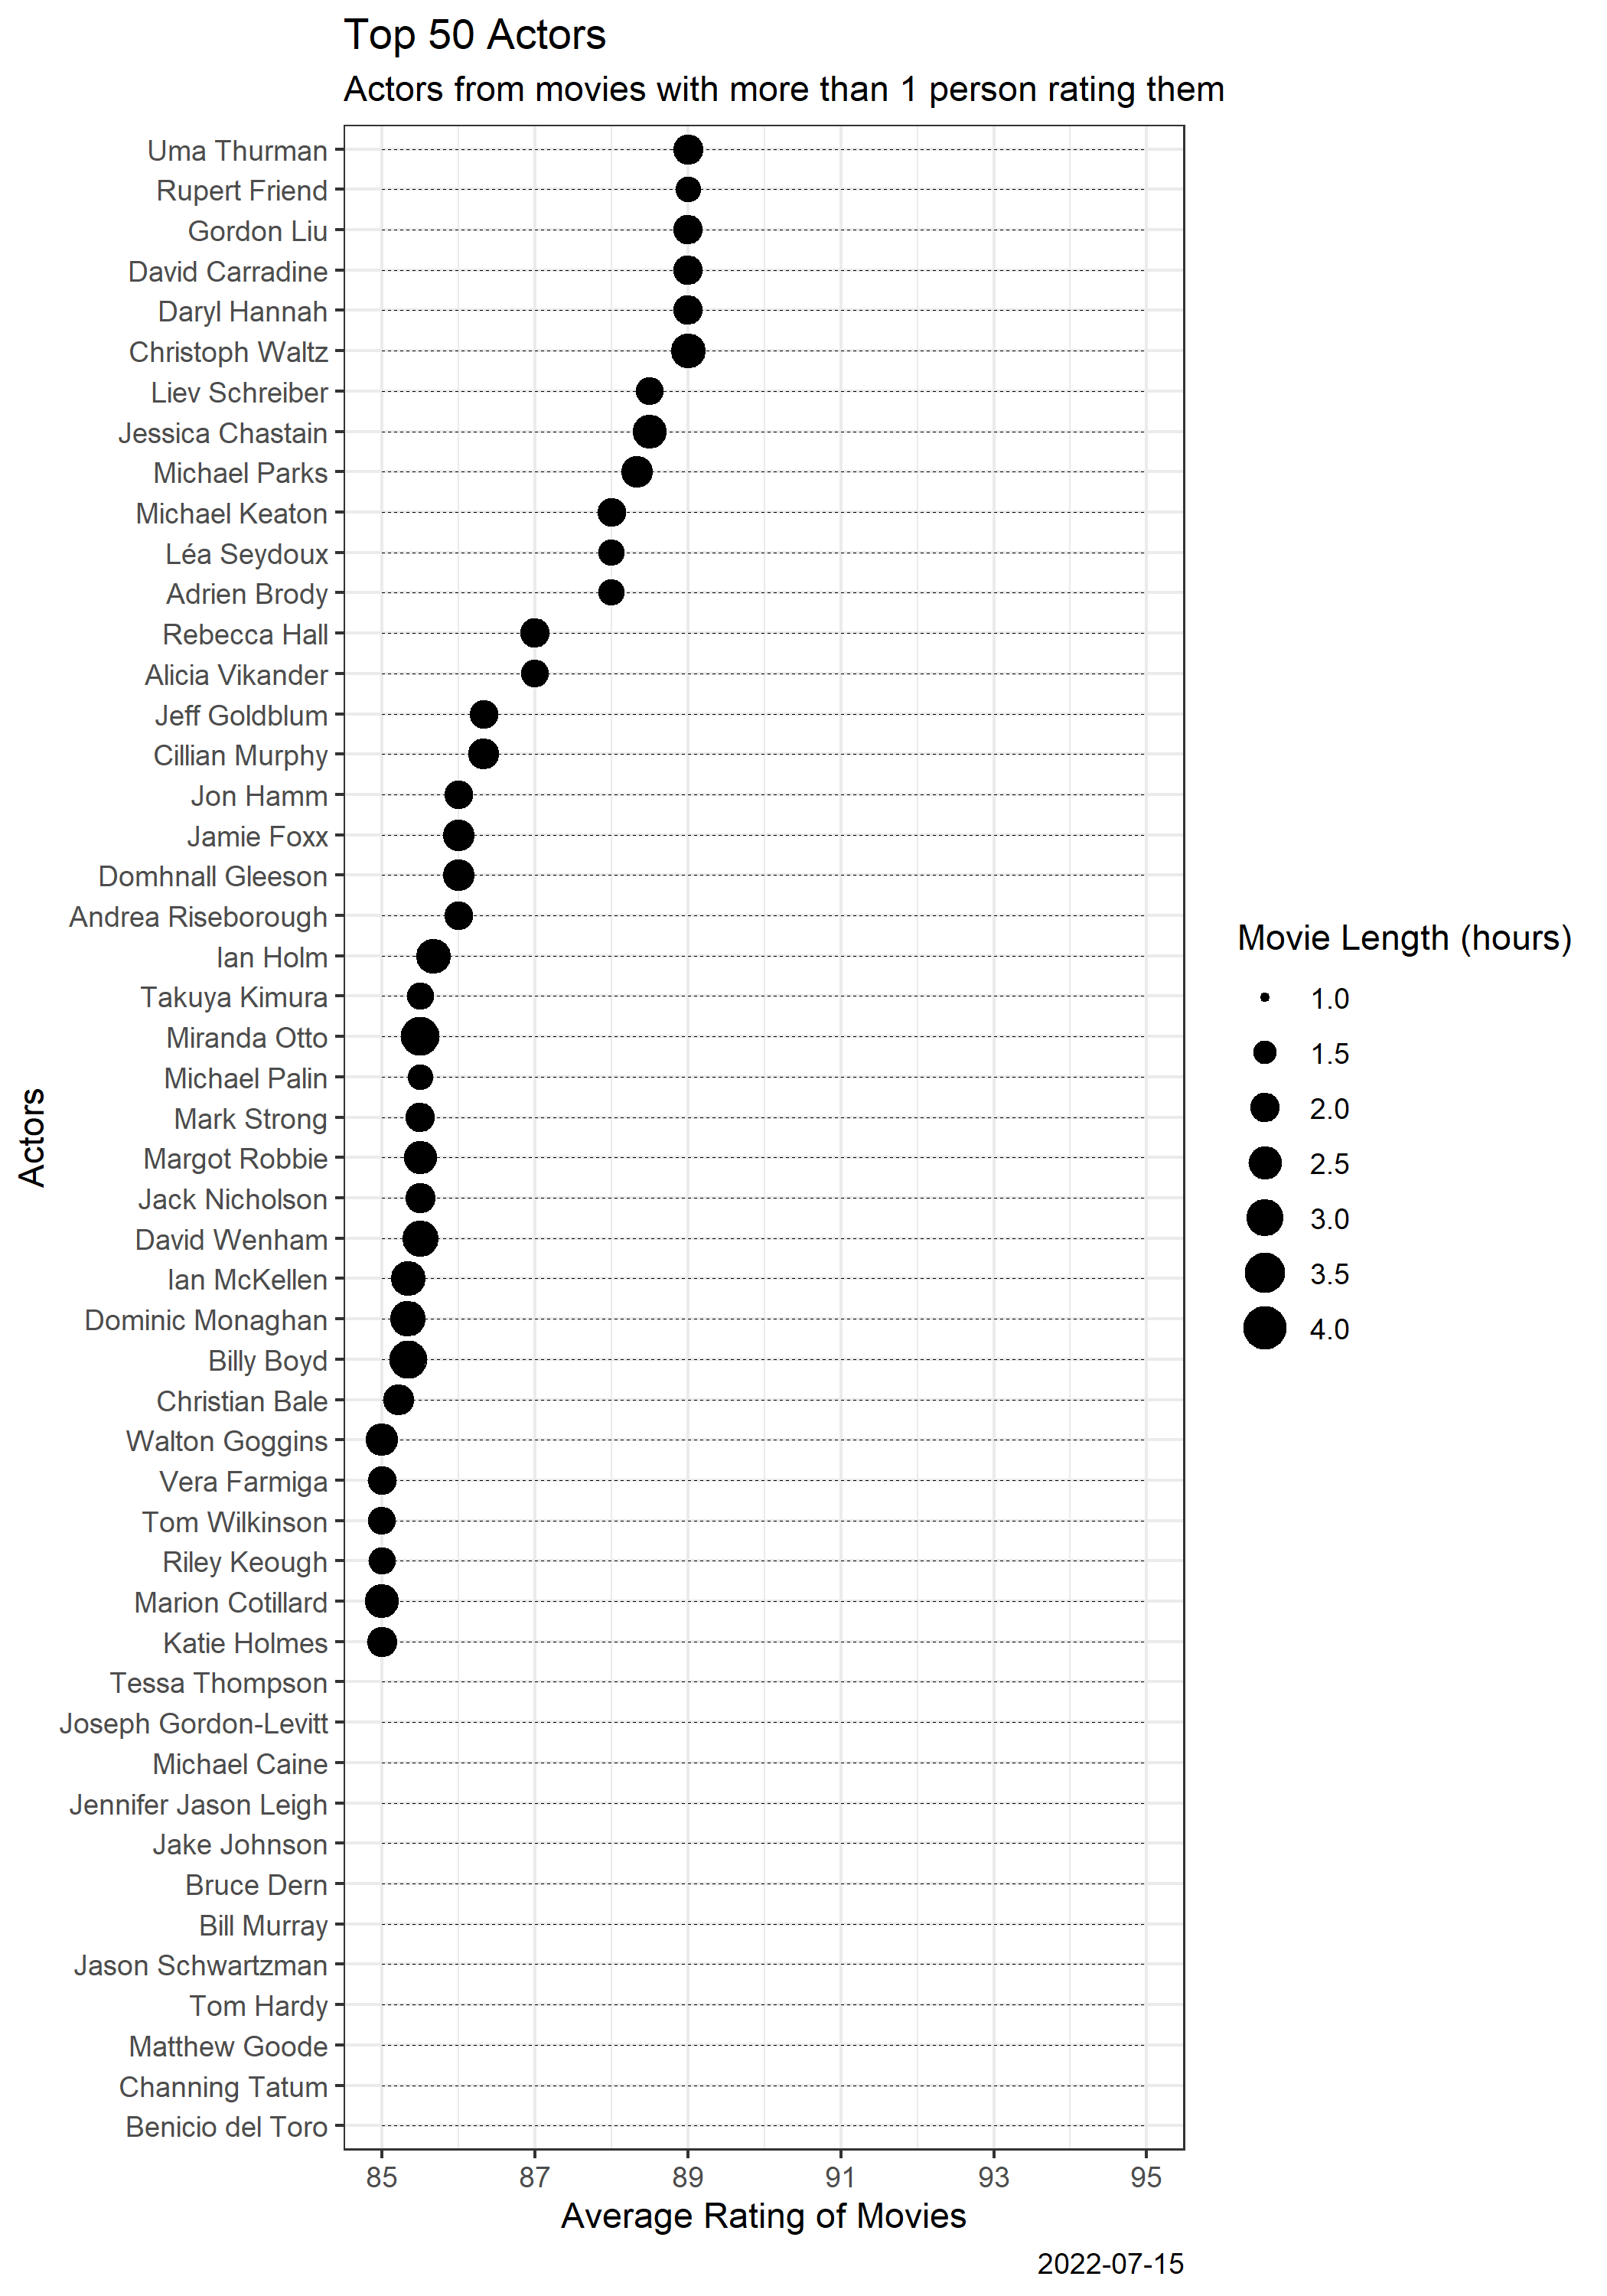 Top 50 Actors
Actors from movies with more than 1 person rating them
Uma Thurman
Rupert Friend
Gordon Liu
David Carradine
Daryl Hannah
Christoph Waltz
Liev Schreiber
Jessica Chastain
Michael Parks
Michael Keaton
Léa Seydoux
Adrien Brody
Rebecca Hall
Alicia Vikander
Jeff Goldblum
Cillian Murphy
Jon Hamm
Jamie Foxx
Domhnall Gleeson
Andrea Riseborough
Ian Holm
Takuya Kimura
Miranda Otto
Michael Palin
Mark Strong
Margot Robbie
Jack Nicholson
David Wenham
Ian McKellen
Dominic Monaghan
Billy Boyd
Christian Bale
Walton Goggins
Vera Farmiga
Tom Wilkinson
Riley Keough
Marion Cotillard
Katie Holmes
Tessa Thompson
Joseph Gordon-Levitt
Michael Caine
Jennifer Jason Leigh
Jake Johnson
Bruce Dern
Bill Murray
Jason Schwartzman
Tom Hardy
Matthew Goode
Channing Tatum
Benicio del Toro
Actors
85 87 89 91 93 95
Average Rating of Movies
Movie Length (hours)
1.0
1.5
2.0
2.5
3.0
3.5
4.0
2022-07-15